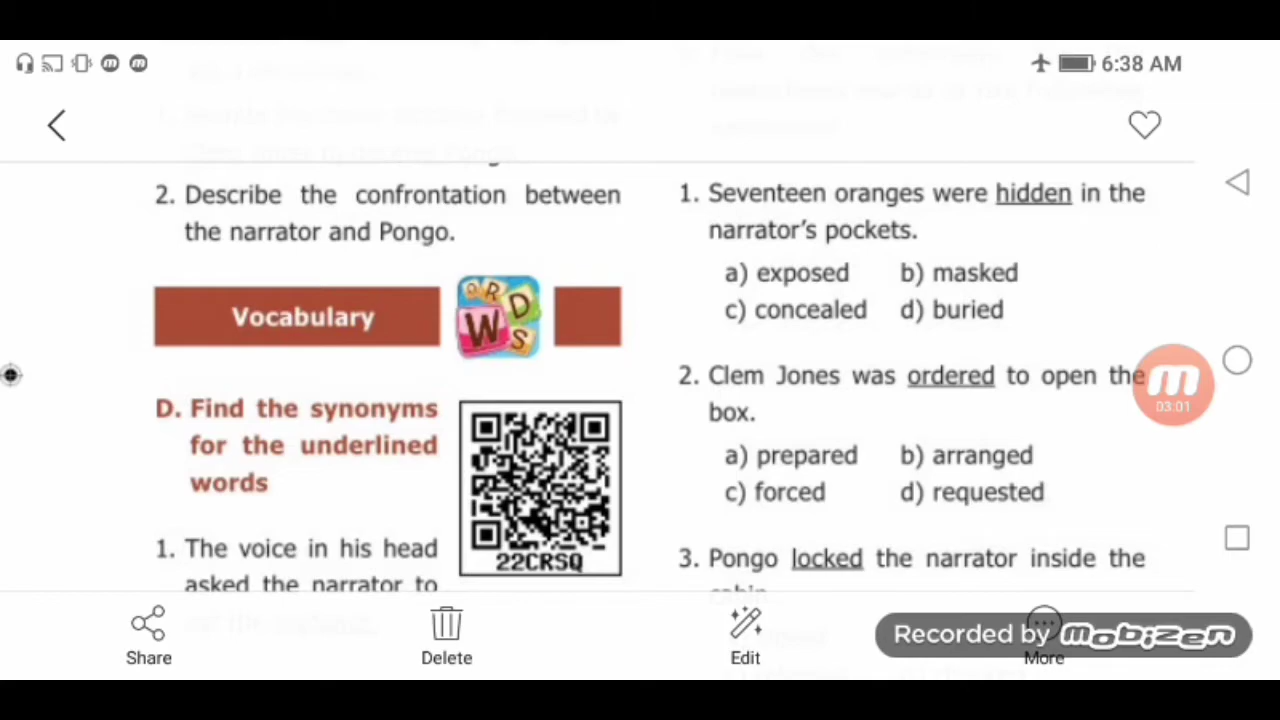 6:38 AM
2. Describe the confrontation between
the narrator and Pongo.
Vocabulary
W O R D S
D. Find the synonyms
for the underlined
words
22CRSQ
1. The voice in his head
asked the narrator to
1. Seventeen oranges were hidden in the
narrator's pockets.
a) exposed b) masked
c) concealed d) buried
2. Clem Jones was ordered to open the
box.
a) prepared b) arranged
c) forced d) requested
3. Pongo locked the narrator inside the
cabin
03:01
Share
Delete
Edit
More
Recorded by mobizen